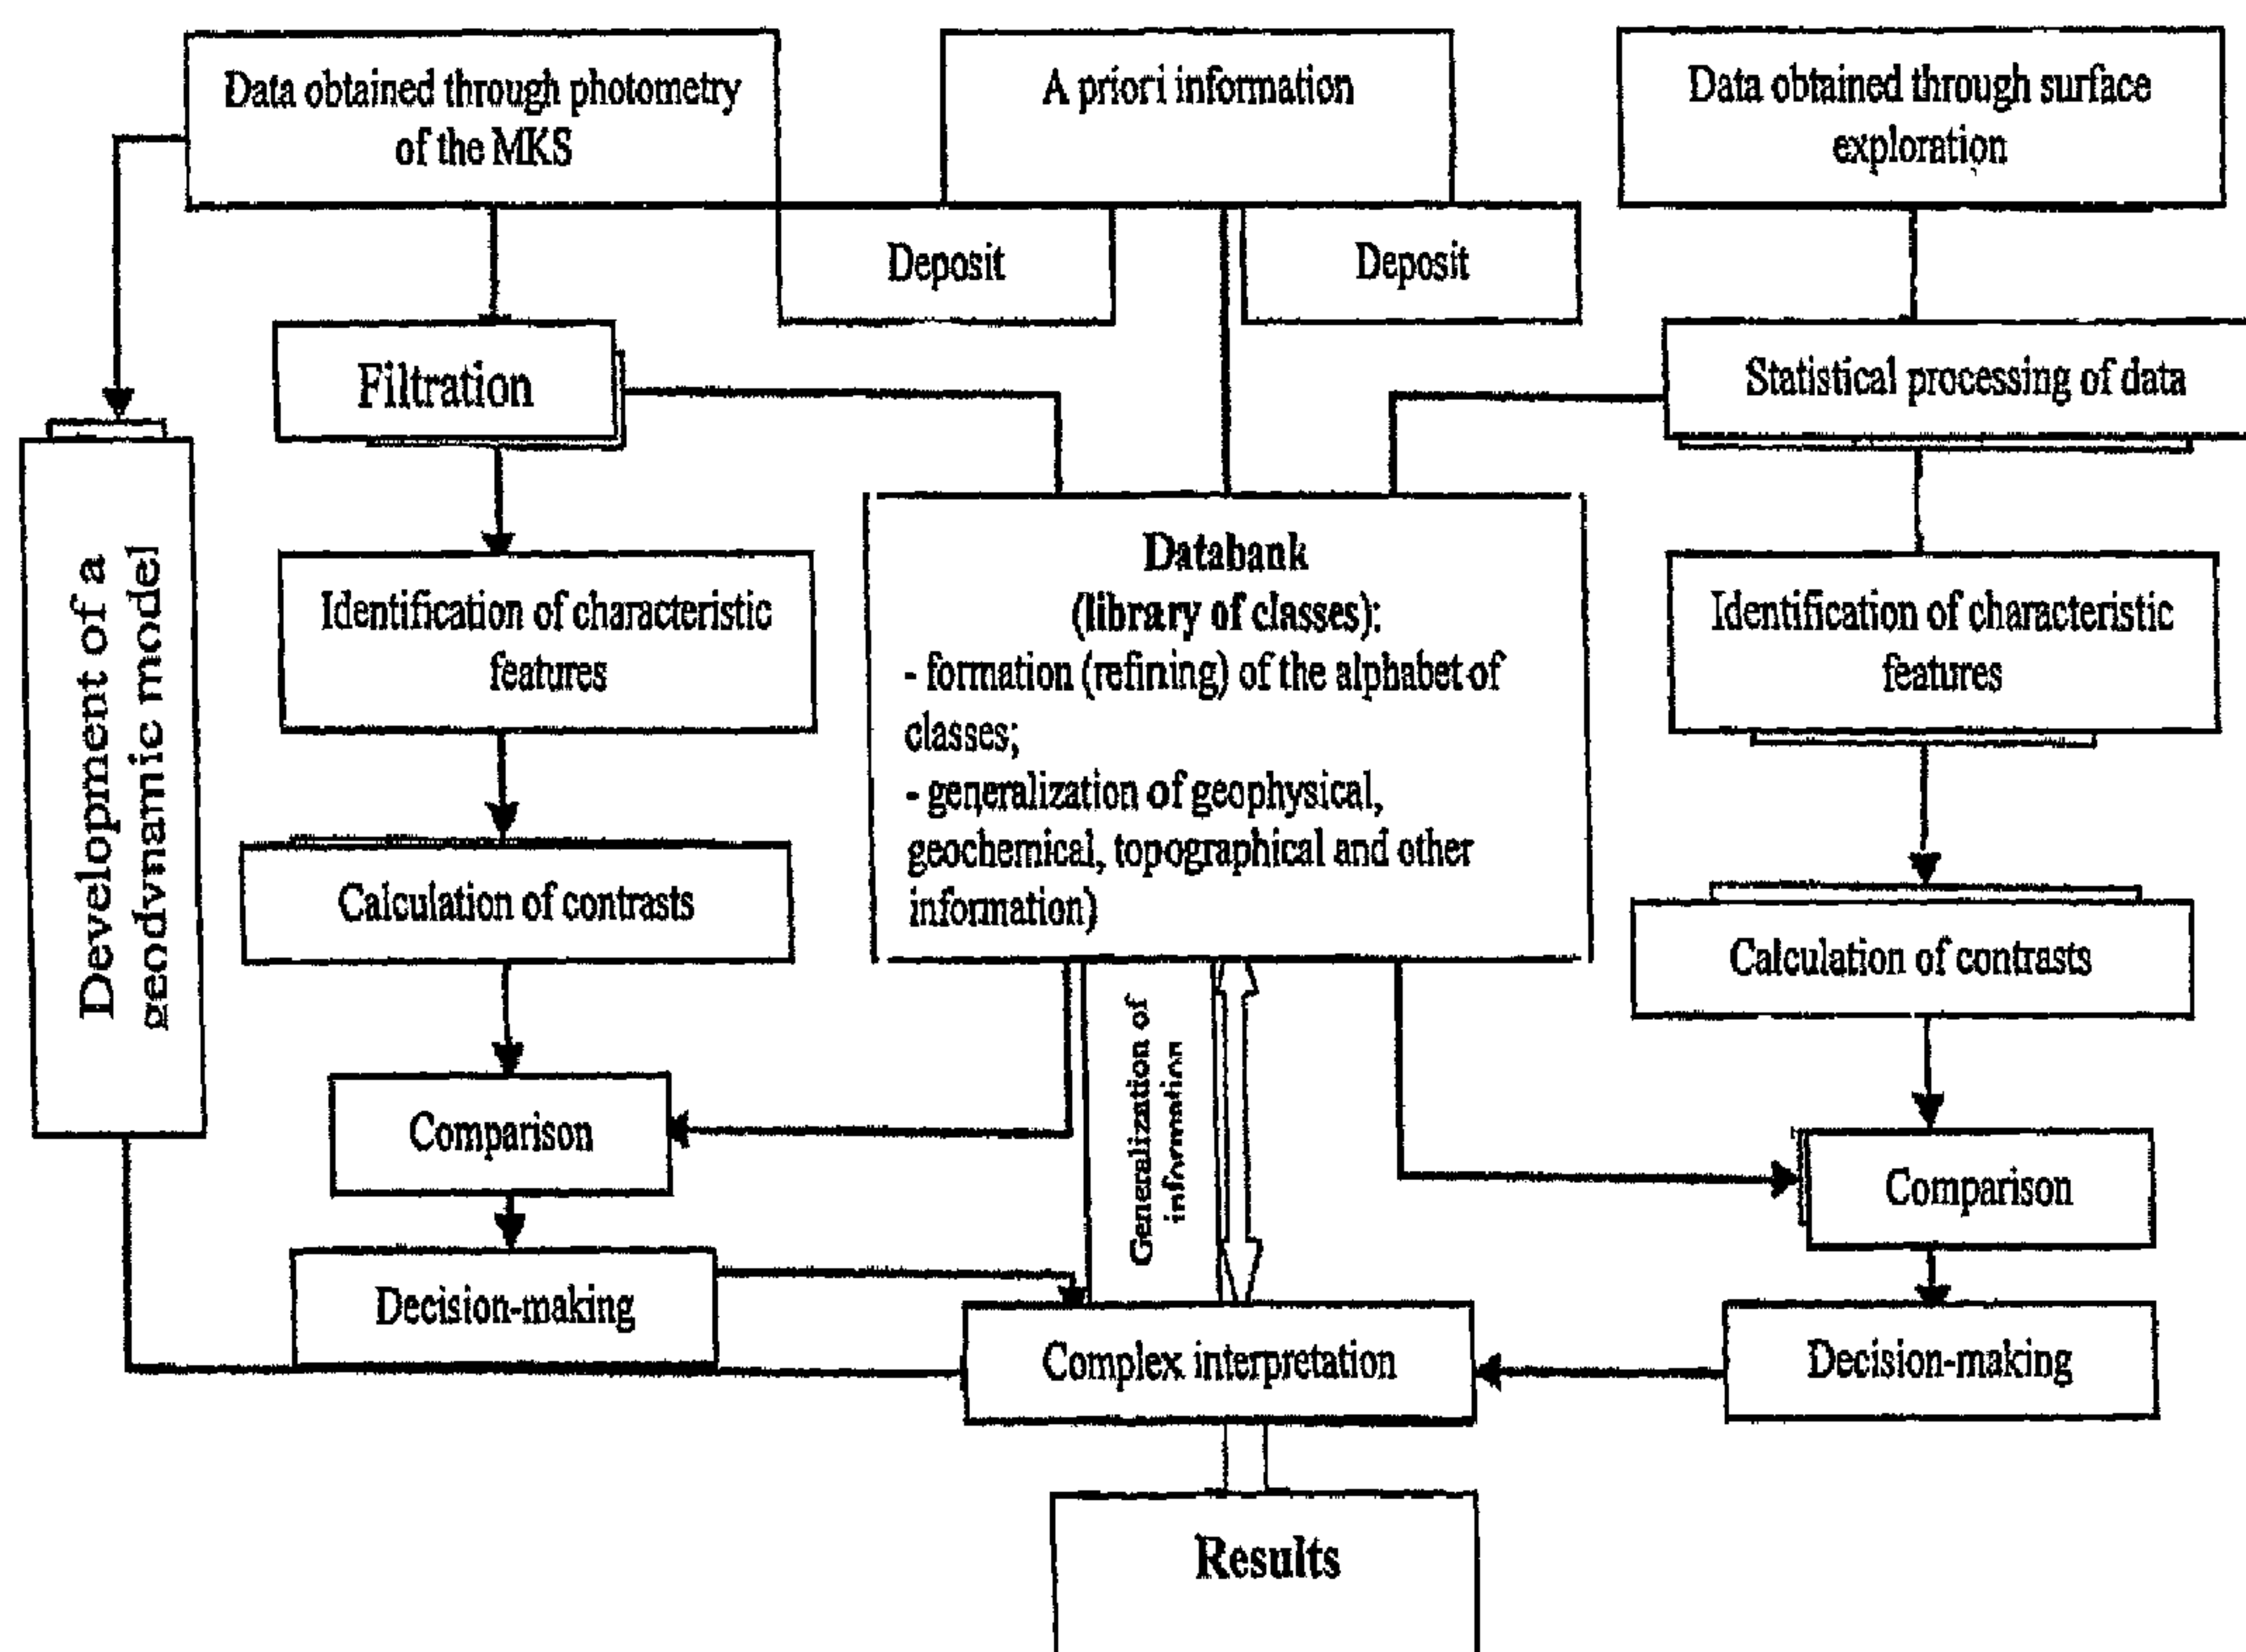 Data obtained through photometry
of the MKS
A priori information
Data obtained through surface
exploration
Deposit
Deposit
Filtration
Statistical processing of data
Development of a
geodynamic model
Identification of characteristic
features
Databank
(library of classes):
- formation (refining) of the alphabet of
classes;
- generalization of geophysical,
geochemical, topographical and other
information)
Identification of characteristic
features
Calculation of contrasts
Calculation of contrasts
Generalization of
information
Comparison
Comparison
Decision-making
Complex interpretation
Decision-making
Results